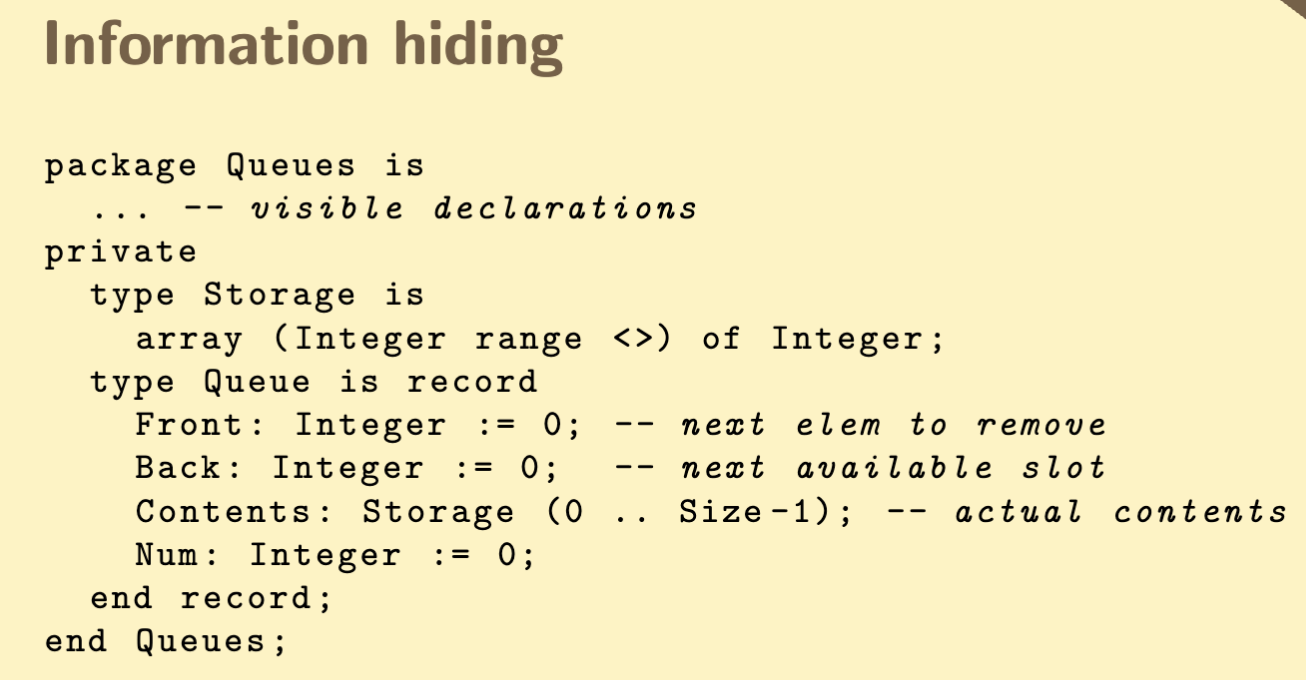 Information hiding
package Queues is
... -- visible declarations
private
type Storage is
array (Integer range <>) of Integer;
type Queue is record
Front: Integer := 0; -- next elem to remove
Back: Integer := 0; -- next available slot
Contents: Storage (0 .. Size-1); -- actual contents
Num: Integer := 0;
end record;
end Queues;